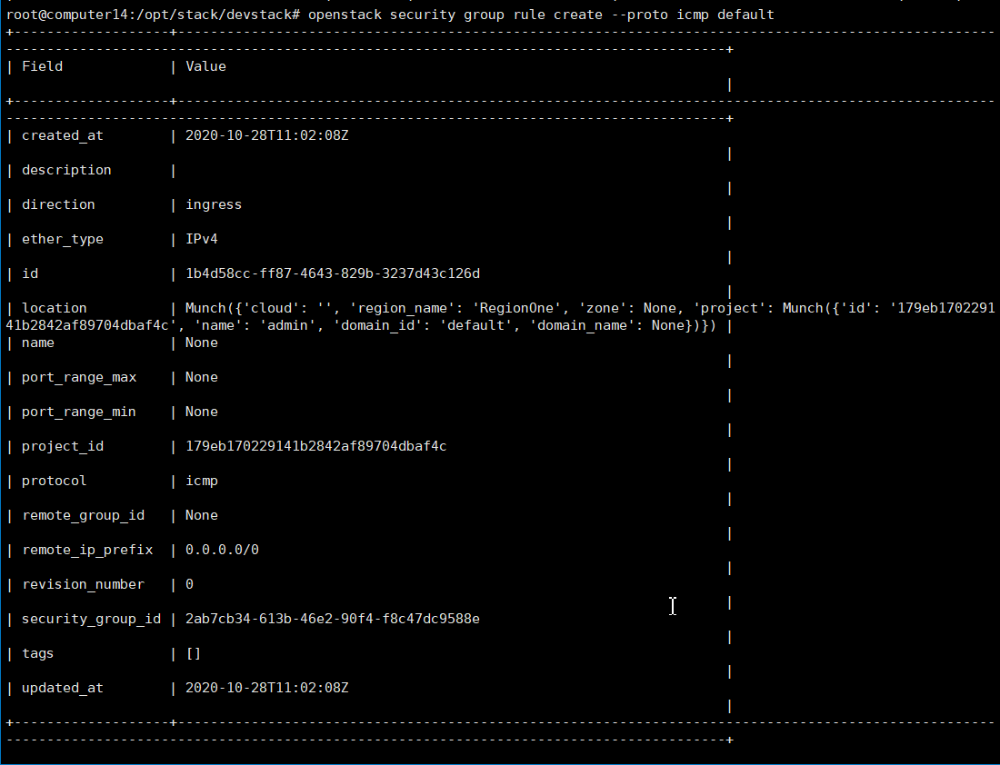 root@computer14:/opt/stack/devstack# openstack security group rule create --proto icmp default
+-------------------+----------------------------------------------------------------------------------------------------
----------------------------------------------------------------------------------------+
| Field             | Value
                                                                                        |
+-------------------+----------------------------------------------------------------------------------------------------
----------------------------------------------------------------------------------------+
| created_at        | 2020-10-28T11:02:08Z
                                                                                        |
| description       |
                                                                                        |
| direction         | ingress
                                                                                        |
| ether_type        | IPv4
                                                                                        |
| id                | 1b4d58cc-ff87-4643-829b-3237d43c126d
                                                                                        |
| location          | Munch({'cloud': '', 'region_name': 'RegionOne', 'zone': None, 'project': Munch({'id': '179eb1702291
41b2842af89704dbaf4c', 'name': 'admin', 'domain_id': 'default', 'domain_name': None})}) |
| name              | None
                                                                                        |
| port_range_max    | None
                                                                                        |
| port_range_min    | None
                                                                                        |
| project_id        | 179eb170229141b2842af89704dbaf4c
                                                                                        |
| protocol          | icmp
                                                                                        |
| remote_group_id   | None
                                                                                        |
| remote_ip_prefix  | 0.0.0.0/0
                                                                                        |
| revision_number   | 0
                                                                                        |
| security_group_id | 2ab7cb34-613b-46e2-90f4-f8c47dc9588e
                                                                                        |
| tags              | []
                                                                                        |
| updated_at        | 2020-10-28T11:02:08Z
                                                                                        |
+-------------------+----------------------------------------------------------------------------------------------------
----------------------------------------------------------------------------------------+